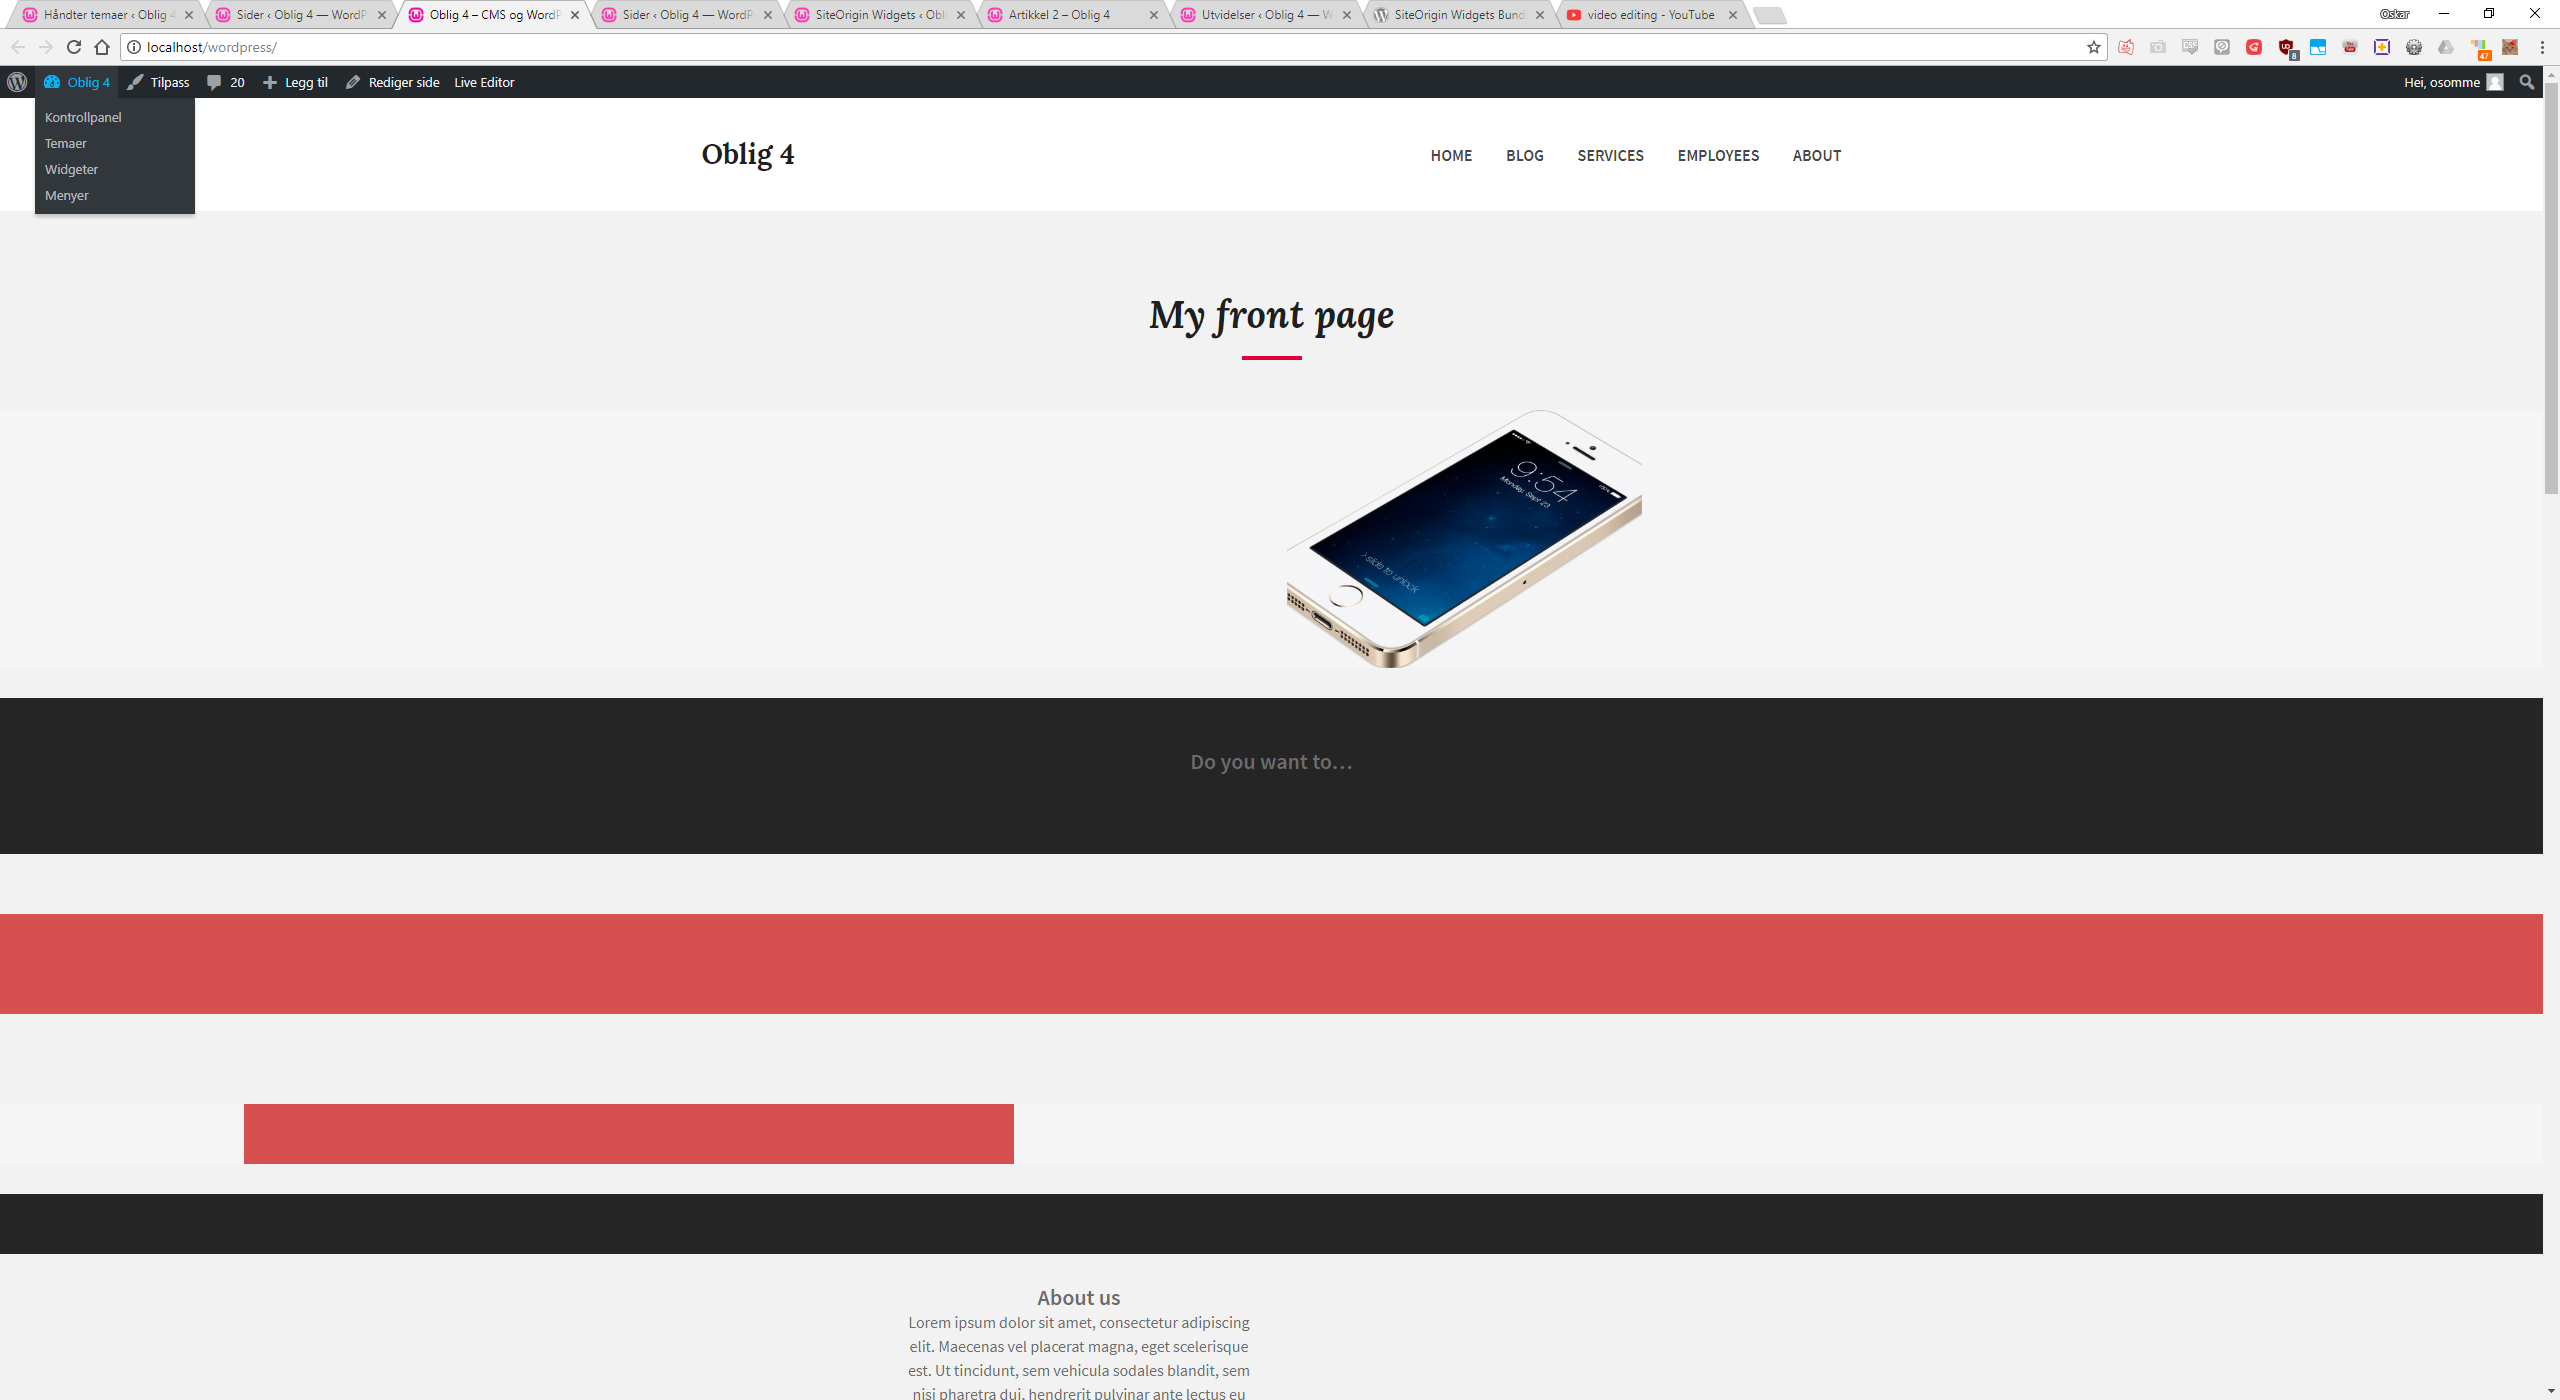 Håndter temaer ‹ Oblig 4
Sider ‹ Oblig 4 — WordP
Oblig 4 – CMS og WordP
Sider ‹ Oblig 4 — WordP
SiteOrigin Widgets ‹ Obl
Artikkel 2 – Oblig 4
Utvidelser ‹ Oblig 4 — W
SiteOrigin Widgets Bund
video editing - YouTube
Oskar
localhost/wordpress/
8
47
Oblig 4
Tilpass
20
Legg til
Rediger side
Live Editor
Hei, osomme
Kontrollpanel
Temaer
Widgeter
Menyer
Oblig 4
HOME BLOG SERVICES EMPLOYEES ABOUT
My front page
9:54
Monday, Sept 23
› slide to unlock
Do you want to…
About us
Lorem ipsum dolor sit amet, consectetur adipiscing
elit. Maecenas vel placerat magna, eget scelerisque
est. Ut tincidunt, sem vehicula sodales blandit, sem
nisi pharetra dui, hendrerit pulvinar ante lectus eu